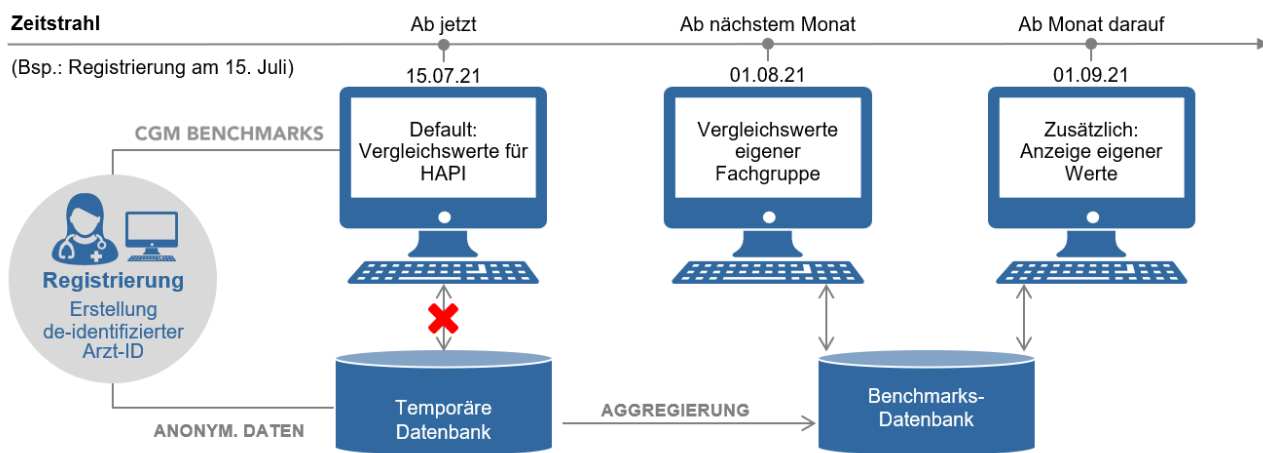 Zeitstrahl
Ab jetzt
Ab nächstem Monat
Ab Monat darauf
(Bsp.: Registrierung am 15. Juli)
15.07.21
01.08.21
01.09.21
CGM BENCHMARKS
Default:
Vergleichswerte für
HAPI
Vergleichswerte
eigener
Fachgruppe
Zusätzlich:
Anzeige eigener
Werte
Registrierung
Erstellung
de-identifizierter
Arzt-ID
ANONYM. DATEN
Temporäre
Datenbank
AGGREGIERUNG
Benchmarks-
Datenbank